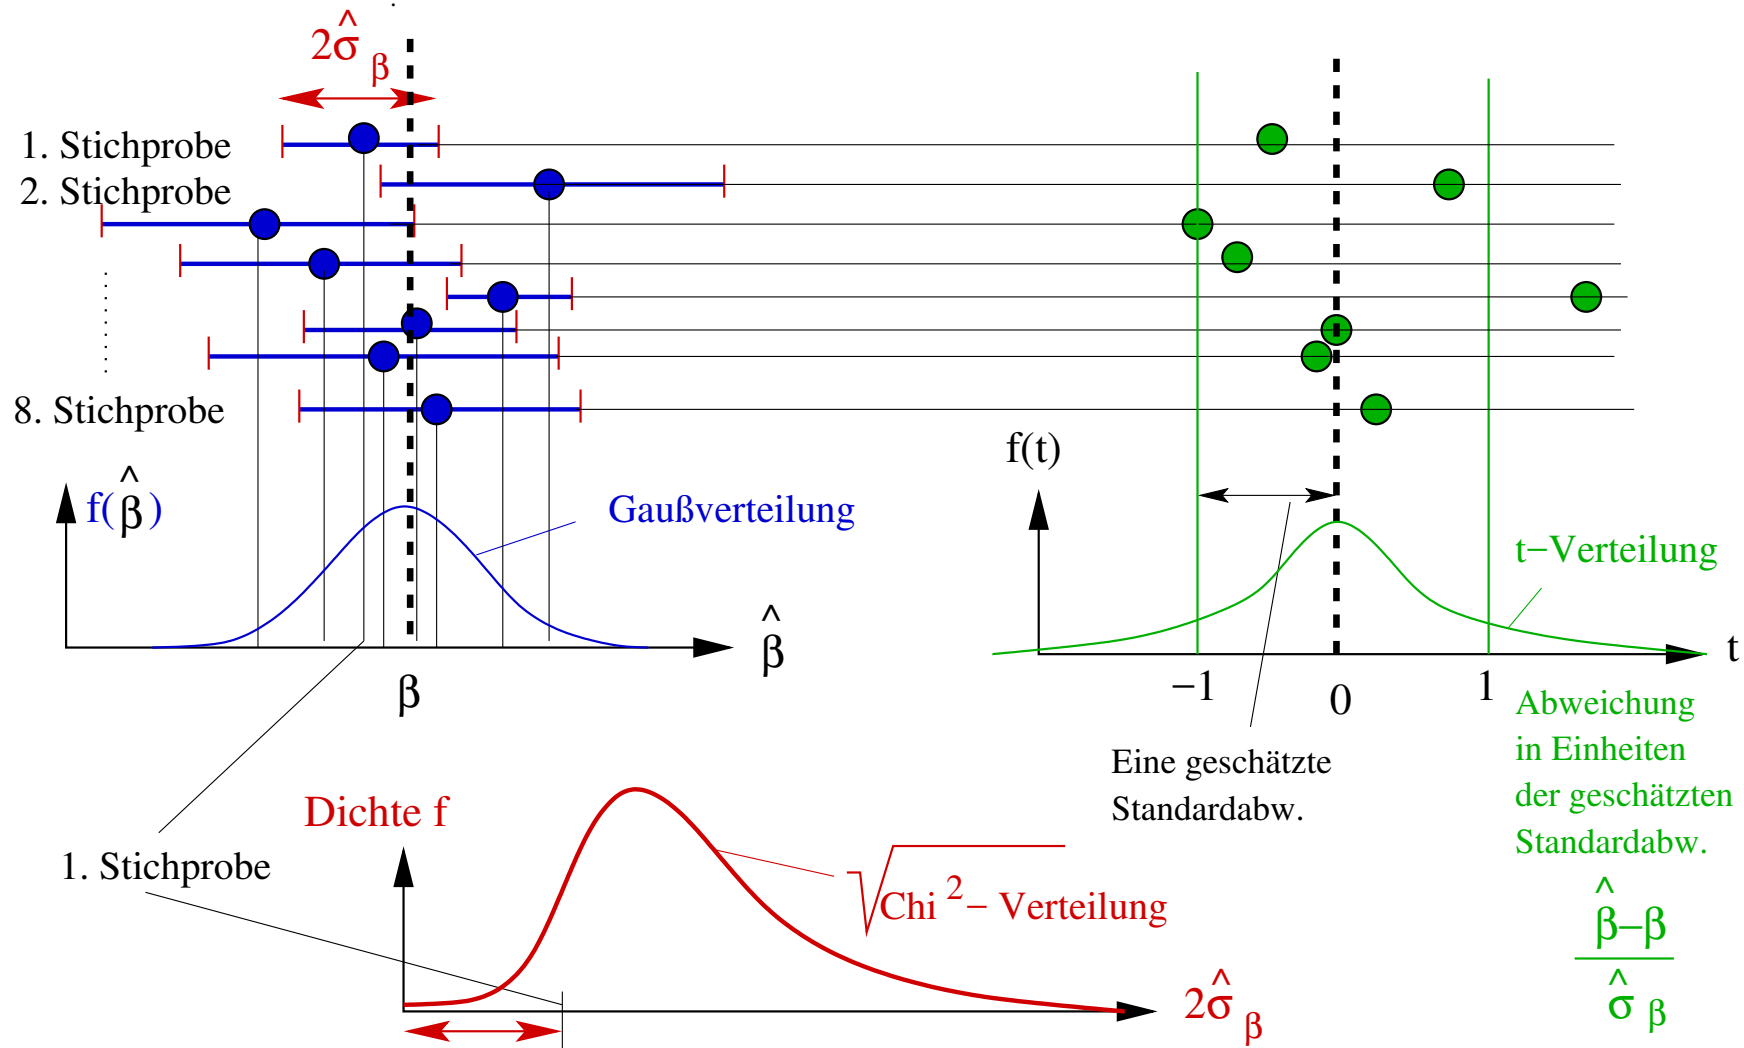 2σ̂ β
1. Stichprobe
2. Stichprobe
8. Stichprobe
f(β̂)
Gaußverteilung
β̂
β
f(t)
t−Verteilung
t
−1
0
1
Eine geschätzte
Standardabw.
Abweichung
in Einheiten
der geschätzten
Standardabw.
β̂−β
σ̂ β
Dichte f
1. Stichprobe
√Chi ²− Verteilung
2σ̂ β